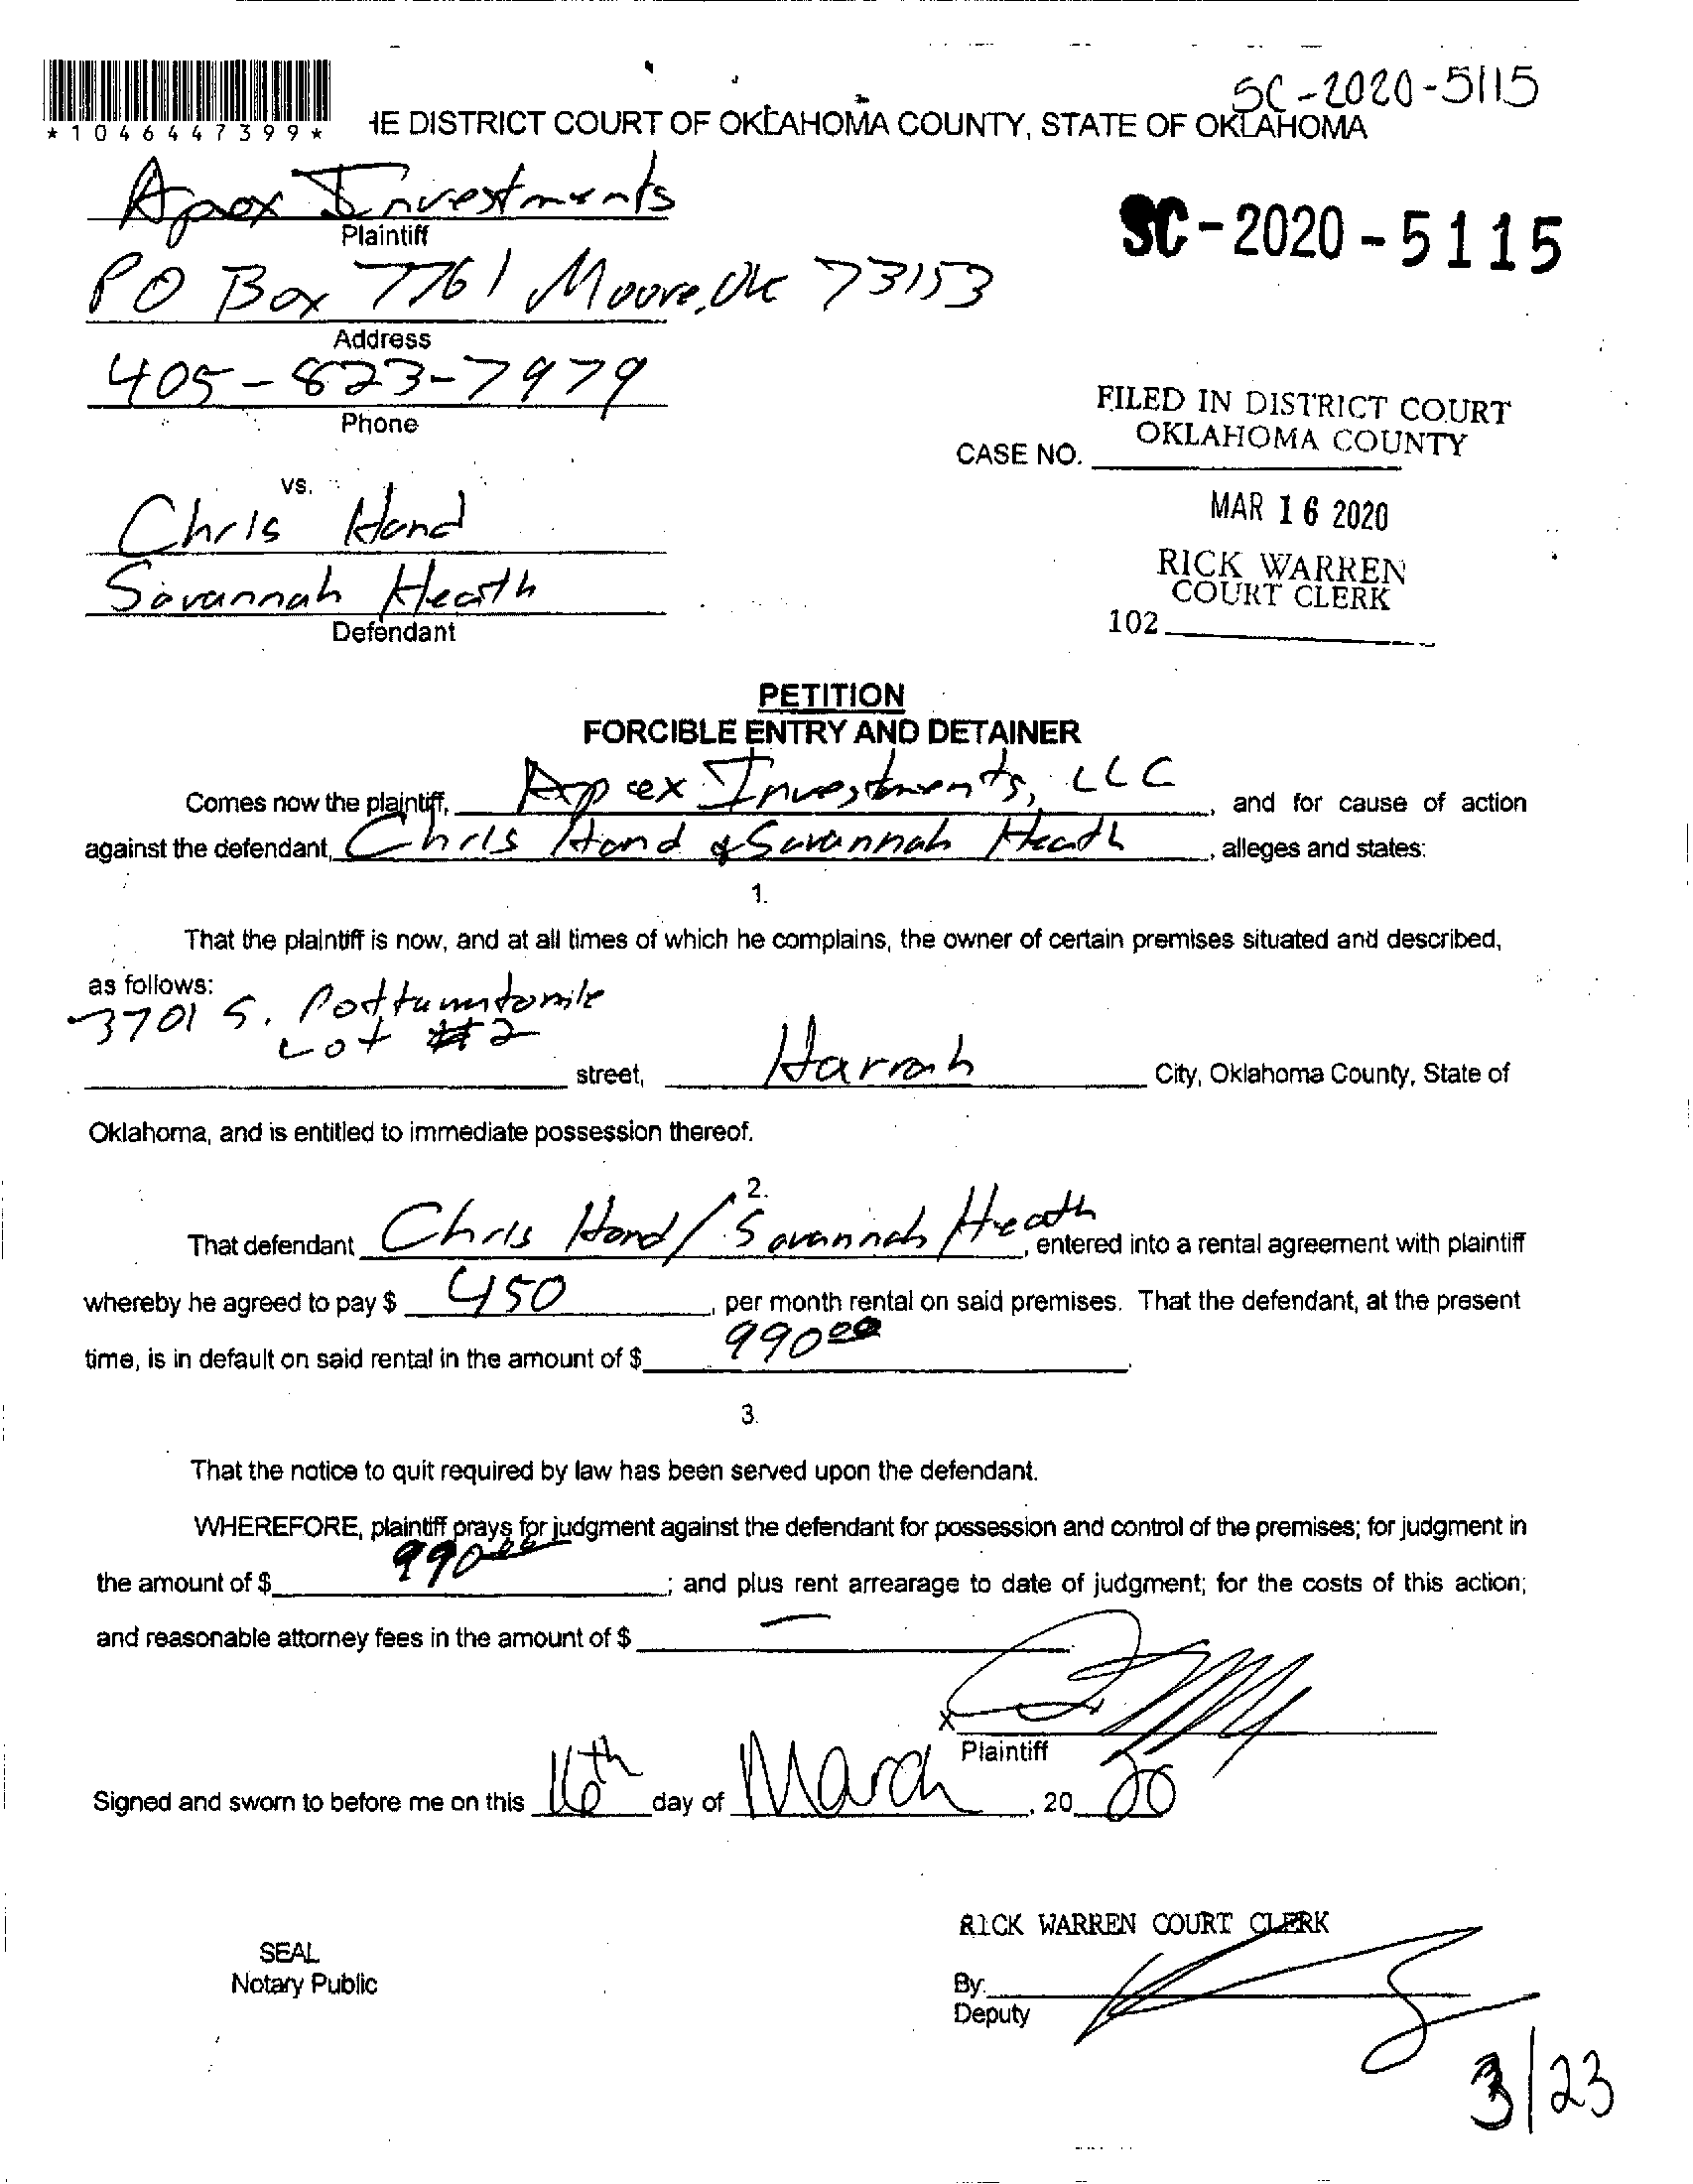 SC-2020-5115
*1046447399*
HE DISTRICT COURT OF OKLAHOMA COUNTY, STATE OF OKLAHOMA
Apex Investments
Plaintiff
SC-2020-5115
PO Box 7761 Moore, Ok 73153
Address
405-823-7979
Phone
FILED IN DISTRICT COURT
OKLAHOMA COUNTY
CASE NO.
vs.
MAR 16 2020
Chris Hand
RICK WARREN
COURT CLERK
Savannah Heath
102
Defendant
PETITION
FORCIBLE ENTRY AND DETAINER
Comes now the plaintiff, Apex Investments, LLC, and for cause of action
against the defendant, Chris Hand & Savannah Heath, alleges and states:
1.
That the plaintiff is now, and at all times of which he complains, the owner of certain premises situated and described,
as follows:
3701 S. Pottawatomie
Lot #2
street, Harrah City, Oklahoma County, State of
Oklahoma, and is entitled to immediate possession thereof.
2.
That defendant Chris Hand/Savannah Heath, entered into a rental agreement with plaintiff
whereby he agreed to pay $ 450, per month rental on said premises. That the defendant, at the present
time, is in default on said rental in the amount of $ 990.00.
3.
That the notice to quit required by law has been served upon the defendant.
WHEREFORE, plaintiff prays for judgment against the defendant for possession and control of the premises; for judgment in
the amount of $ 990.00; and plus rent arrearage to date of judgment; for the costs of this action;
and reasonable attorney fees in the amount of $ —
x
Plaintiff
Signed and sworn to before me on this 16th day of March, 20 20
RICK WARREN COURT CLERK
SEAL
Notary Public
By:
Deputy
3/23